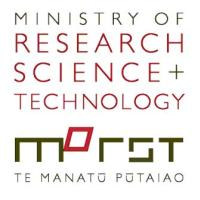 MINISTRY OF
RESEARCH
SCIENCE+
TECHNOLOGY
morst
TE MANATŪ PŪTAIAO